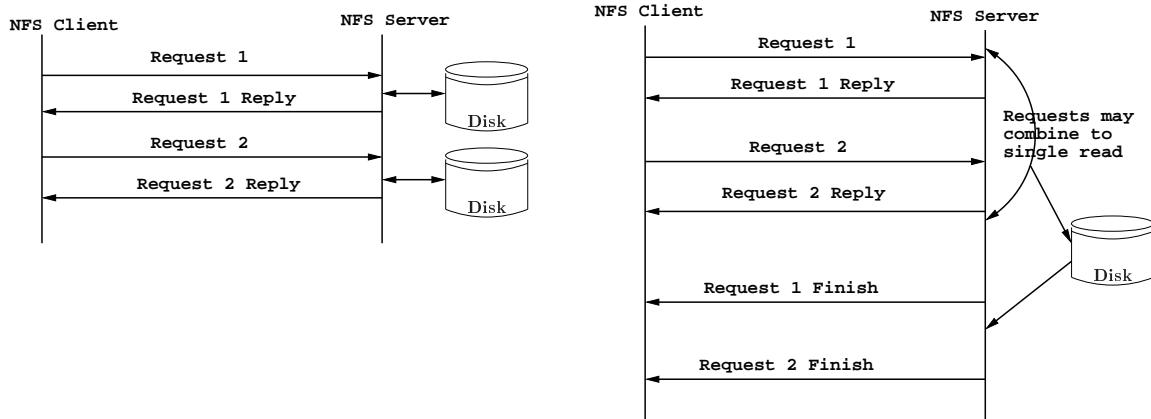 NFS Client
NFS Server
Request 1
Request 1 Reply
Disk
Request 2
Request 2 Reply
Disk
NFS Client
NFS Server
Request 1
Request 1 Reply
Requests may
combine to
single read
Request 2
Request 2 Reply
Disk
Request 1 Finish
Request 2 Finish